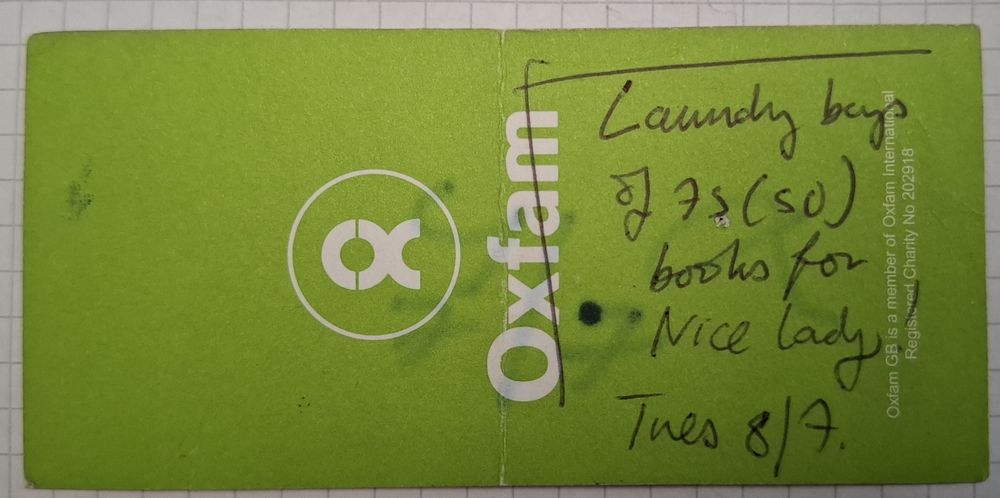 Oxfam
Laundry bags
of 7s (50)
books for
Nice lady!
Tues 8/7.
Oxfam GB is a member of Oxfam International
Registered Charity No 202918